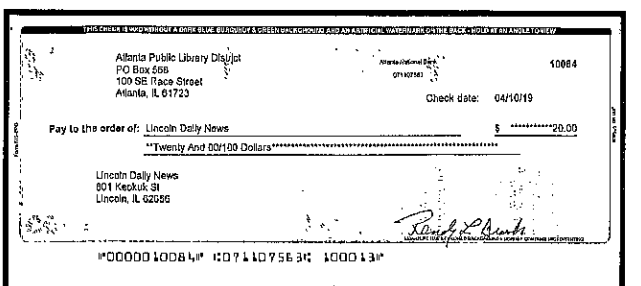 THIS CHECK IS VOID WITHOUT A DARK BLUE BURGUNDY & GREEN BACKGROUND AND AN ARTIFICIAL WATERMARK ON THE BACK - HOLD AT AN ANGLE TO VIEW
Atlanta Public Library District
PO Box 568
100 SE Race Street
Atlanta, IL 61723
Atlanta National Bank
071107563
10084
Check date: 04/10/19
Pay to the order of: Lincoln Daily News $ **********20.00
**Twenty And 00/100 Dollars**********************************************
Lincoln Daily News
601 Keokuk St
Lincoln, IL 62656
⑈0000010084⑈ ⑆071107563⑆ 100013⑈